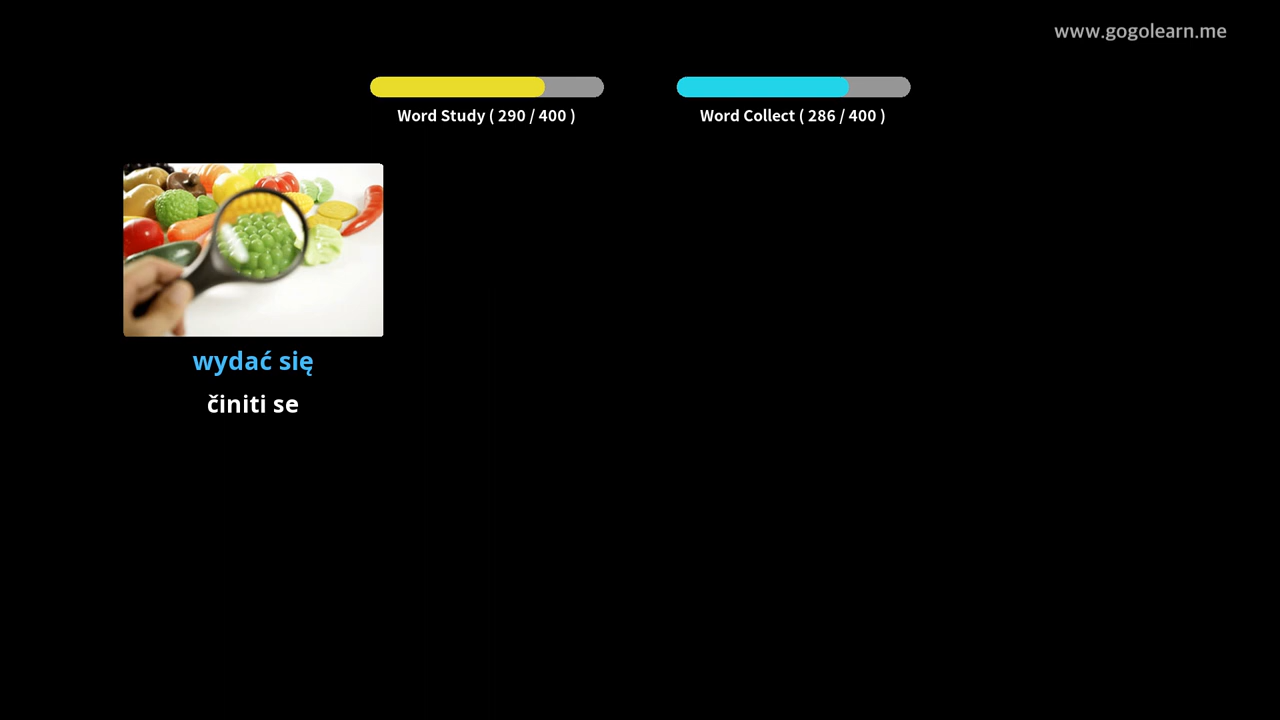 www.gogolearn.me
Word Study ( 290 / 400 )
Word Collect ( 286 / 400 )
wydać się
činiti se